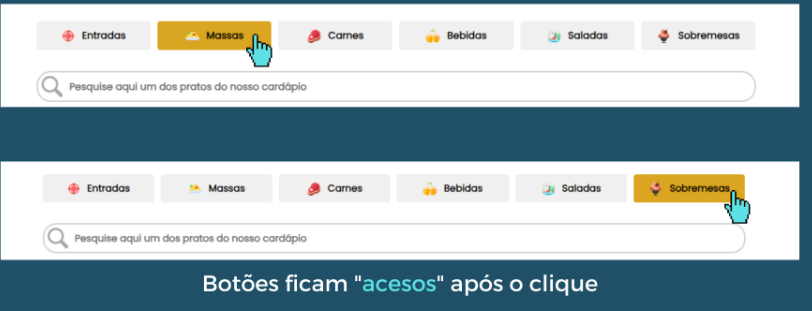 Entradas Massas Carnes Bebidas Saladas Sobremesas
Pesquise aqui um dos pratos do nosso cardápio
Entradas Massas Carnes Bebidas Saladas Sobremesas
Pesquise aqui um dos pratos do nosso cardápio
Botões ficam "acesos" após o clique